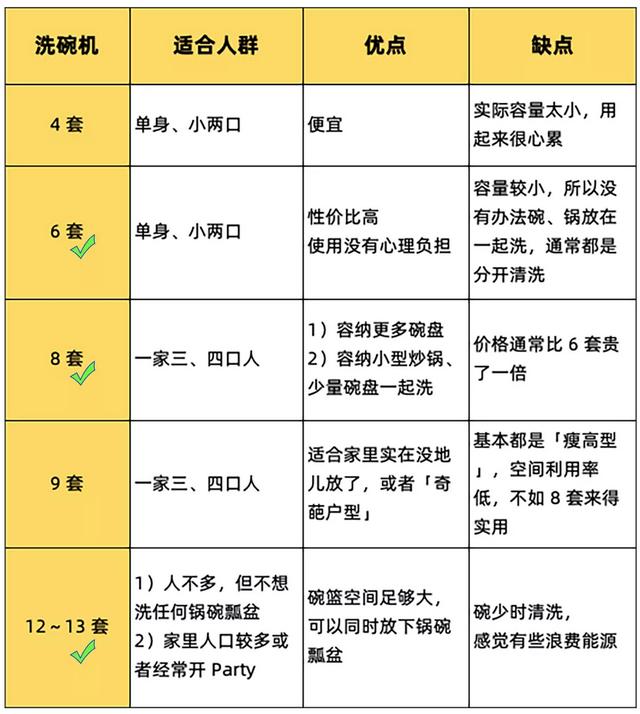 洗碗机
适合人群
优点
缺点
4 套
单身、小两口
便宜
实际容量太小，用
起来很心累
6 套
单身、小两口
性价比高
使用没有心理负担
容量较小，所以没
有办法碗、锅放在
一起洗，通常都是
分开清洗
8 套
一家三、四口人
1）容纳更多碗盘
2）容纳小型炒锅、
少量碗盘一起洗
价格通常比 6 套贵
了一倍
9 套
一家三、四口人
适合家里实在没地
儿放了，或者「奇
葩户型」
基本都是「瘦高型
」，空间利用率
低，不如 8 套来得
实用
12～13 套
1）人不多，但不想
洗任何锅碗瓢盆
2）家里人口较多或
者经常开 Party
碗篮空间足够大，
可以同时放下锅碗
瓢盆
碗少时清洗，
感觉有些浪费能源